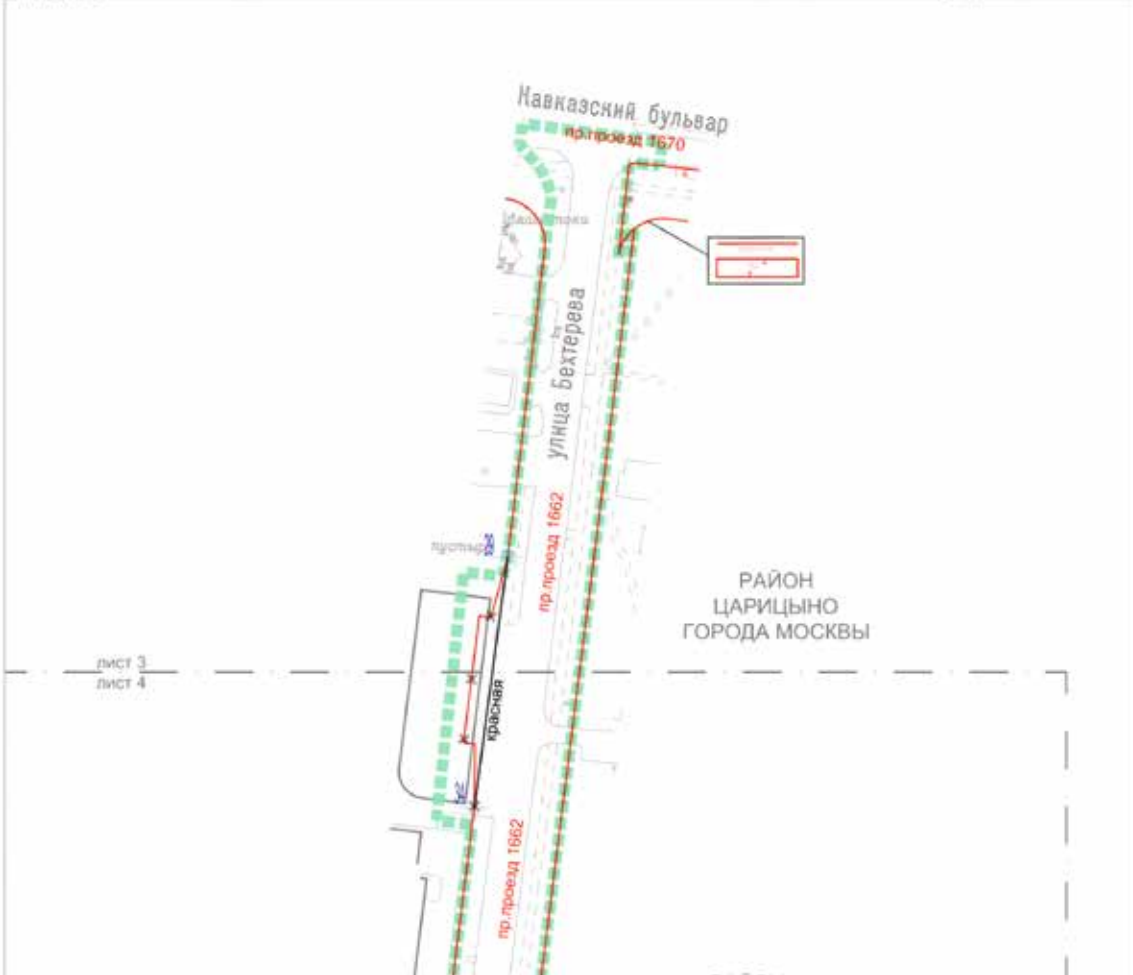 Кавказский бульвар
пр.проезд 1670
улица Бехтерева
пр.проезд 1662
пустырь
РАЙОН
ЦАРИЦЫНО
ГОРОДА МОСКВЫ
лист 3
лист 4
красная
пр.проезд 1662